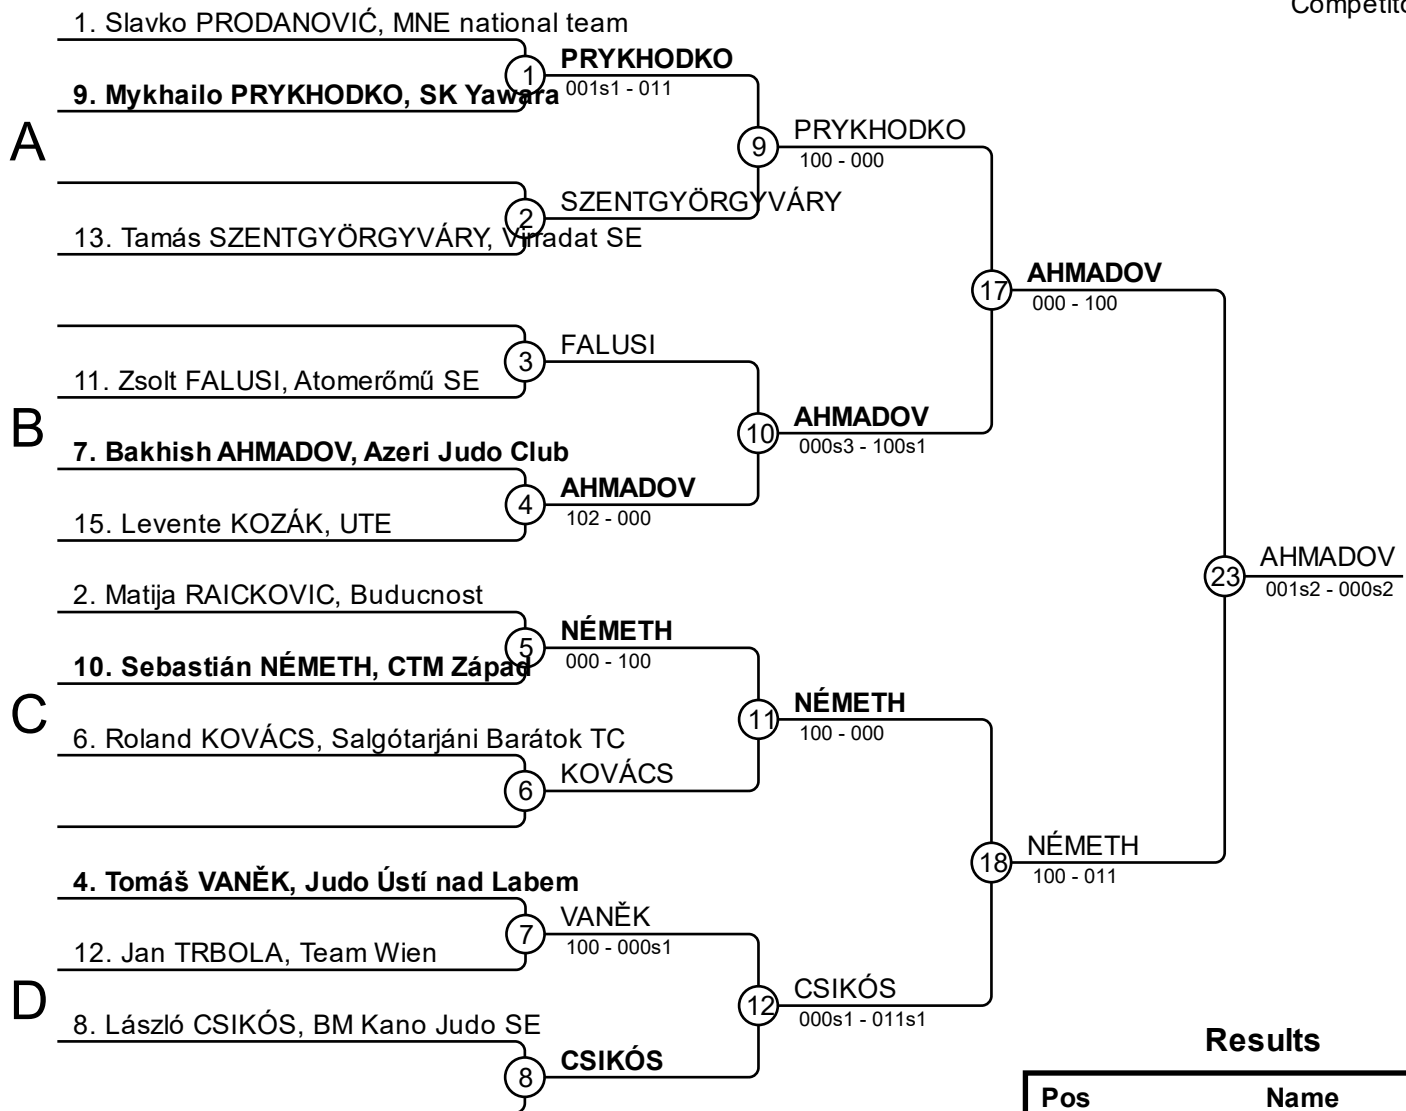 Competito
1. Slavko PRODANOVIĆ, MNE national team
1
PRYKHODKO
001s1 - 011
9. Mykhailo PRYKHODKO, SK Yawara
A
9
PRYKHODKO
100 - 000
2
SZENTGYÖRGYVÁRY
13. Tamás SZENTGYÖRGYVÁRY, Virradat SE
17
AHMADOV
000 - 100
3
FALUSI
11. Zsolt FALUSI, Atomerőmű SE
B
10
AHMADOV
000s3 - 100s1
7. Bakhish AHMADOV, Azeri Judo Club
4
AHMADOV
102 - 000
15. Levente KOZÁK, UTE
23
AHMADOV
001s2 - 000s2
2. Matija RAICKOVIC, Buducnost
5
NÉMETH
000 - 100
10. Sebastián NÉMETH, CTM Západ
C
11
NÉMETH
100 - 000
6. Roland KOVÁCS, Salgótarjáni Barátok TC
6
KOVÁCS
18
NÉMETH
100 - 011
4. Tomáš VANĚK, Judo Ústí nad Labem
7
VANĚK
100 - 000s1
12. Jan TRBOLA, Team Wien
D
12
CSIKÓS
000s1 - 011s1
8. László CSIKÓS, BM Kano Judo SE
8
CSIKÓS
Results
Pos Name